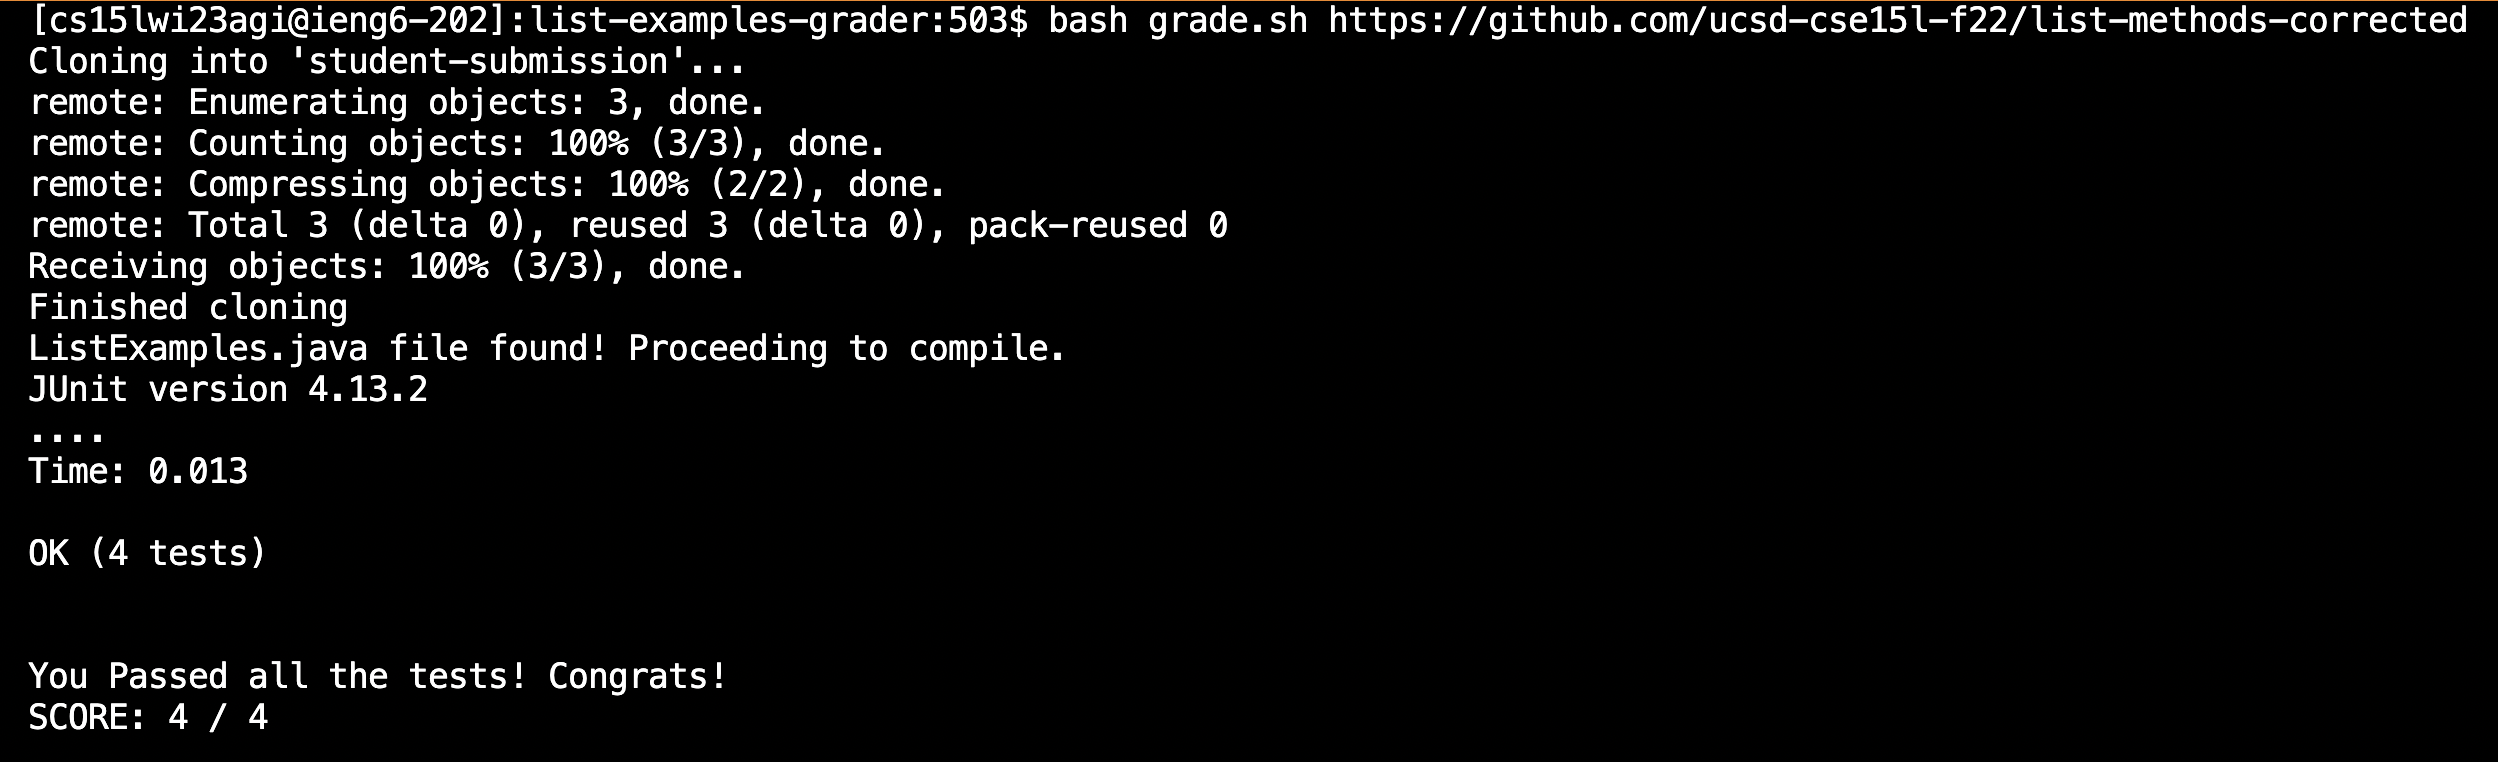 [cs15lwi23agi@ieng6-202]:list-examples-grader:503$ bash grade.sh https://github.com/ucsd-cse15l-f22/list-methods-corrected
Cloning into 'student-submission'...
remote: Enumerating objects: 3, done.
remote: Counting objects: 100% (3/3), done.
remote: Compressing objects: 100% (2/2), done.
remote: Total 3 (delta 0), reused 3 (delta 0), pack-reused 0
Receiving objects: 100% (3/3), done.
Finished cloning
ListExamples.java file found! Proceeding to compile.
JUnit version 4.13.2
....
Time: 0.013
OK (4 tests)
You Passed all the tests! Congrats!
SCORE: 4 / 4